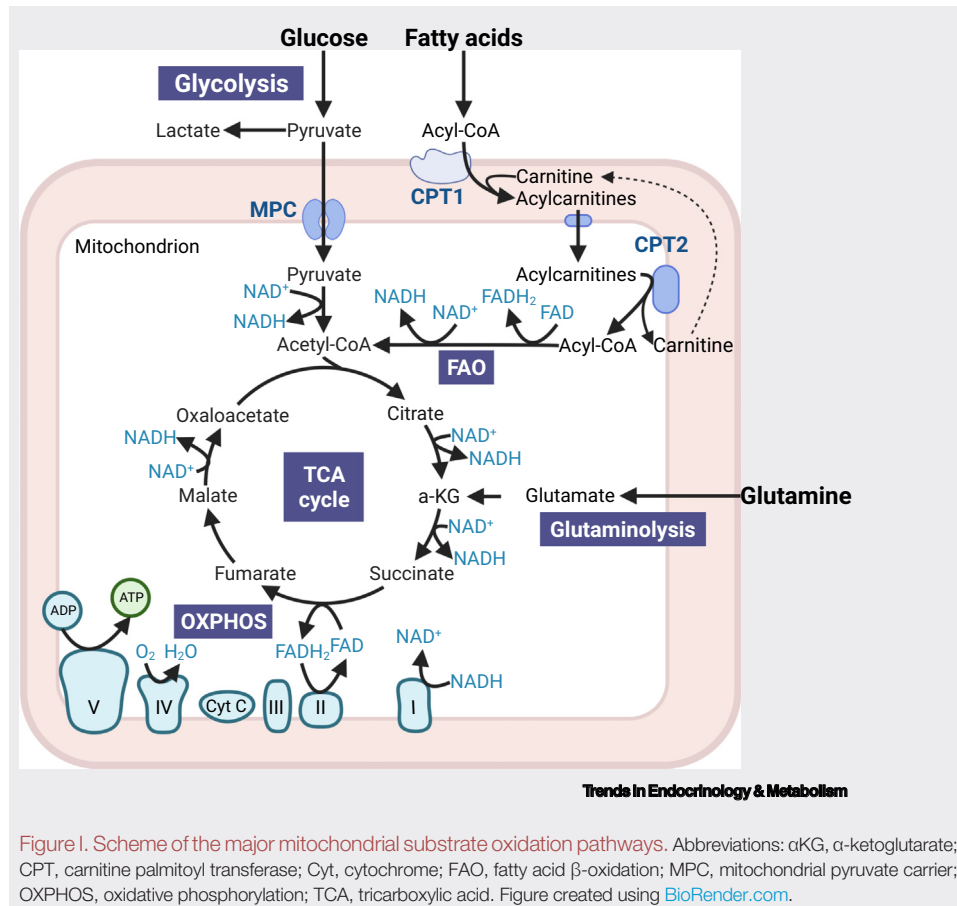 Glucose Fatty acids
Glycolysis
Lactate Pyruvate Acyl-CoA
Carnitine
CPT1 Acylcarnitines
MPC
Mitochondrion CPT2
Pyruvate Acylcarnitines
NAD⁺ NADH NAD⁺ FADH₂ FAD
NADH
Acetyl-CoA Acyl-CoA Carnitine
FAO
Oxaloacetate Citrate
NADH NAD⁺
NAD⁺ NADH
TCA
cycle
Malate a-KG Glutamate Glutamine
NAD⁺ Glutaminolysis
NADH
Fumarate Succinate
ADP ATP OXPHOS
O₂ H₂O FADH₂ FAD NAD⁺
NADH
V IV Cyt C III II I
Trends in Endocrinology & Metabolism
Figure I. Scheme of the major mitochondrial substrate oxidation pathways. Abbreviations: αKG, α-ketoglutarate;
CPT, carnitine palmitoyl transferase; Cyt, cytochrome; FAO, fatty acid β-oxidation; MPC, mitochondrial pyruvate carrier;
OXPHOS, oxidative phosphorylation; TCA, tricarboxylic acid. Figure created using BioRender.com.